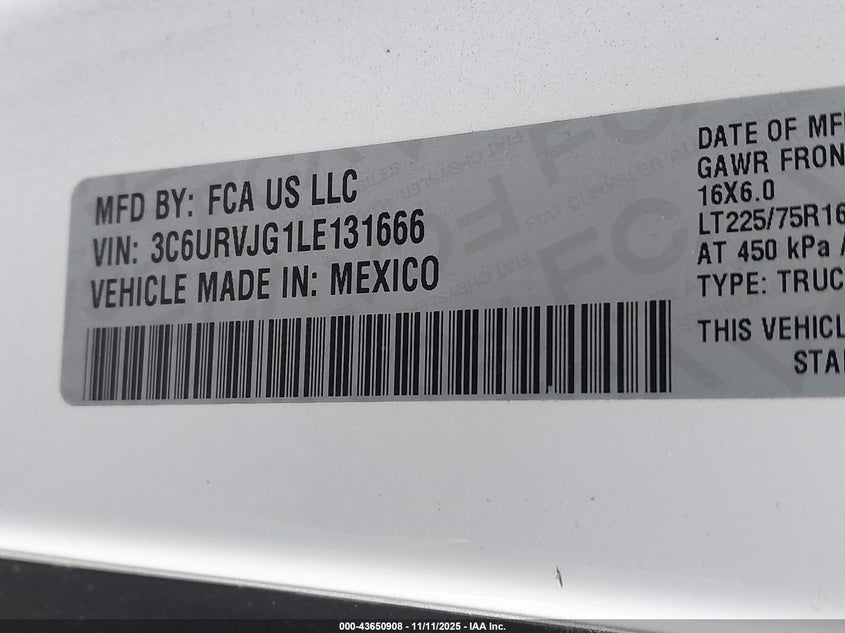 MFD BY: FCA US LLC
VIN: 3C6URVJG1LE131666
VEHICLE MADE IN: MEXICO
DATE OF MF
GAWR FRON
16X6.0
LT225/75R16
AT 450 kPa /
TYPE: TRUC
THIS VEHICL
STA
000-43650908 - 11/11/2025 - IAA Inc.